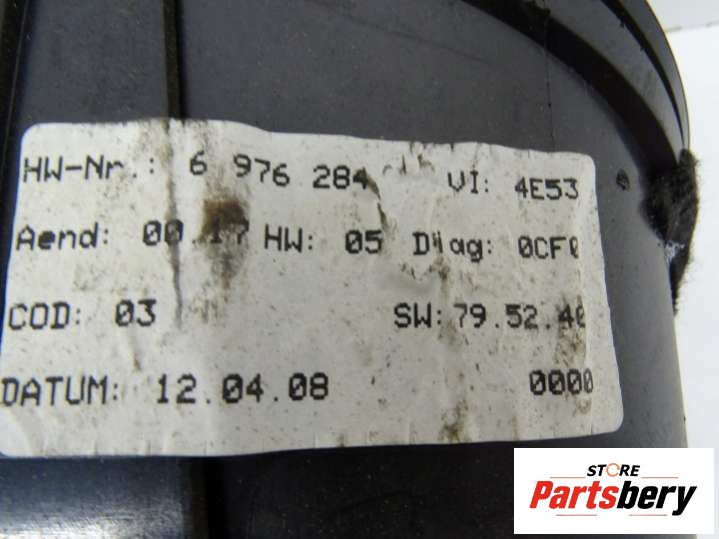 HW-Nr.: 6 976 284 VI: 4E53
Aend: 00.17 HW: 05 Diag: 0CF0
COD: 03 SW: 79.52.40
DATUM: 12.04.08 0000
STORE
Partsbery